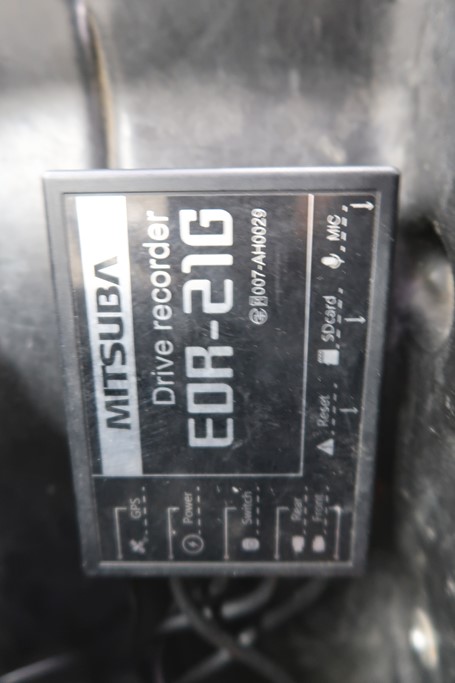 MITSUBA
Drive recorder
EDR-21G
R 007-AH0029
GPS
Power
Switch
Rear
Front
Reset
SDcard
MIC